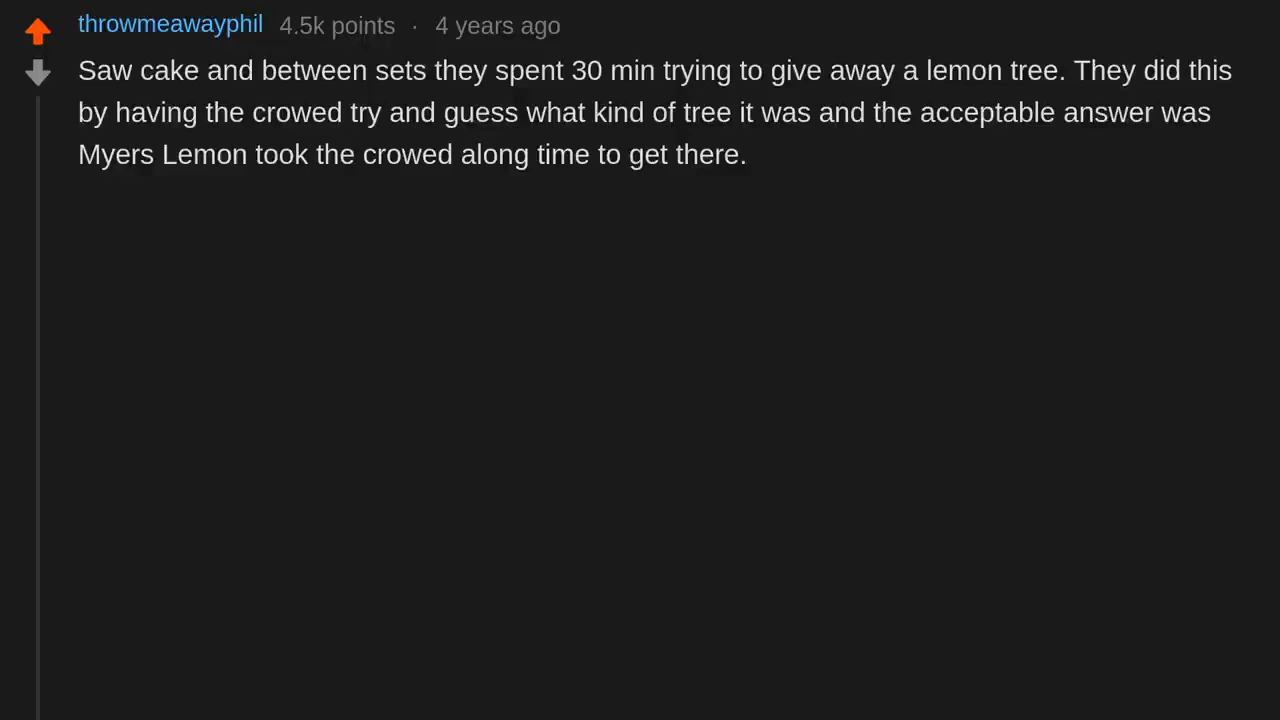 throwmeawayphil 4.5k points · 4 years ago
Saw cake and between sets they spent 30 min trying to give away a lemon tree. They did this
by having the crowed try and guess what kind of tree it was and the acceptable answer was
Myers Lemon took the crowed along time to get there.